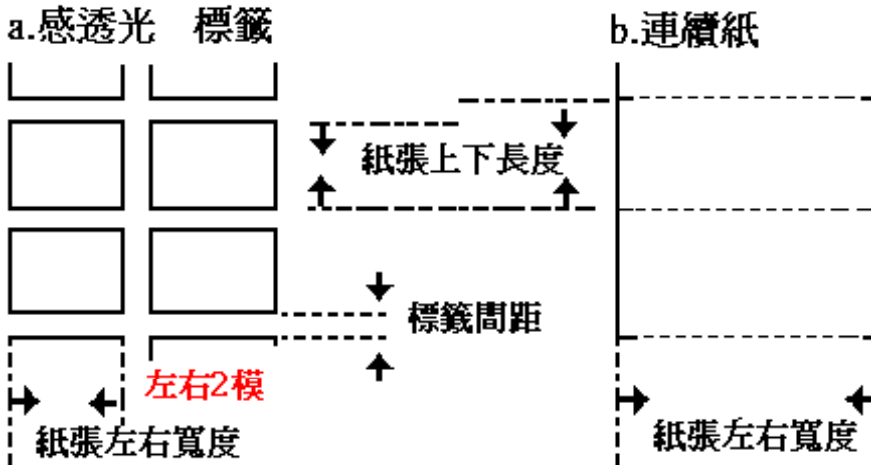 a.感透光 標籤
b.連續紙
紙張上下長度
標籤間距
左右2模
紙張左右寬度
紙張左右寬度